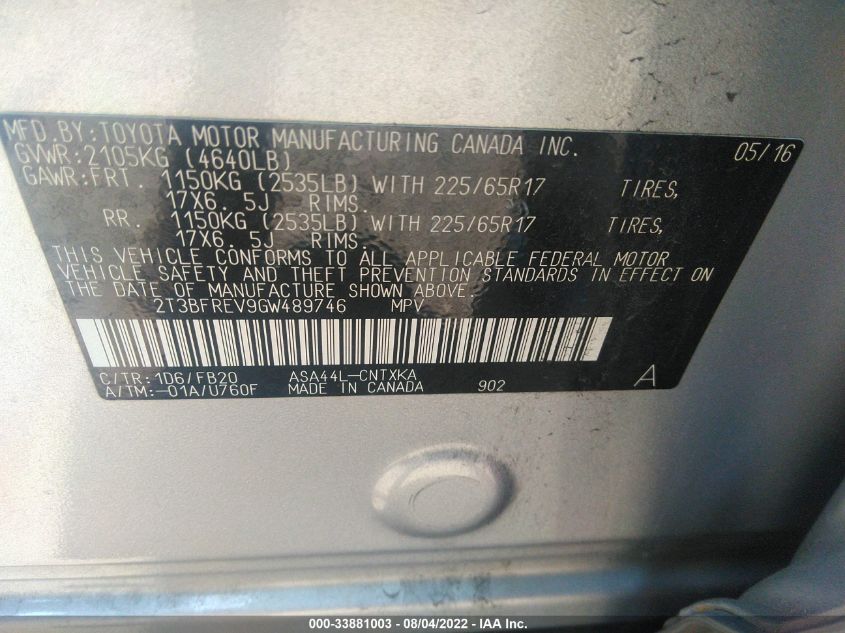 MFD.BY:TOYOTA MOTOR MANUFACTURING CANADA INC. 05/16
GVWR:2105KG (4640LB)
GAWR:FRT. 1150KG (2535LB) WITH 225/65R17 TIRES,
17X6. 5J RIMS.
RR. 1150KG (2535LB) WITH 225/65R17 TIRES,
17X6. 5J RIMS.
THIS VEHICLE CONFORMS TO ALL APPLICABLE FEDERAL MOTOR
VEHICLE SAFETY AND THEFT PREVENTION STANDARDS IN EFFECT ON
THE DATE OF MANUFACTURE SHOWN ABOVE.
2T3BFREV9GW489746 MPV
C/TR:1D6/FB20 ASA44L-CNTXKA
A/TM:-01A/U760F MADE IN CANADA 902 A
000-33881003 - 08/04/2022 - IAA Inc.